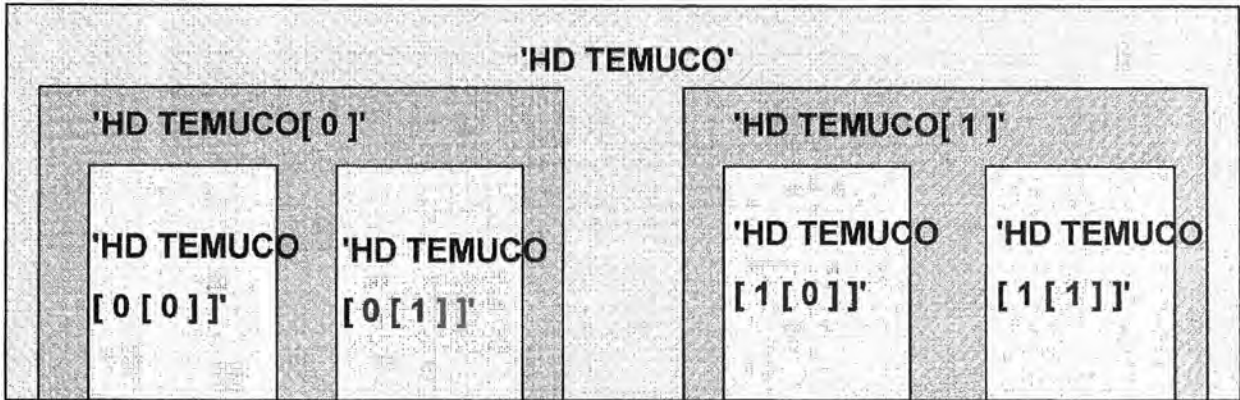 'HD TEMUCO'
'HD TEMUCO[ 0 ]'
'HD TEMUCO[ 1 ]'
'HD TEMUCO
[ 0 [ 0 ] ]'
'HD TEMUCO
[ 0 [ 1 ] ]'
'HD TEMUCO
[ 1 [ 0 ] ]'
'HD TEMUCO
[ 1 [ 1 ] ]'